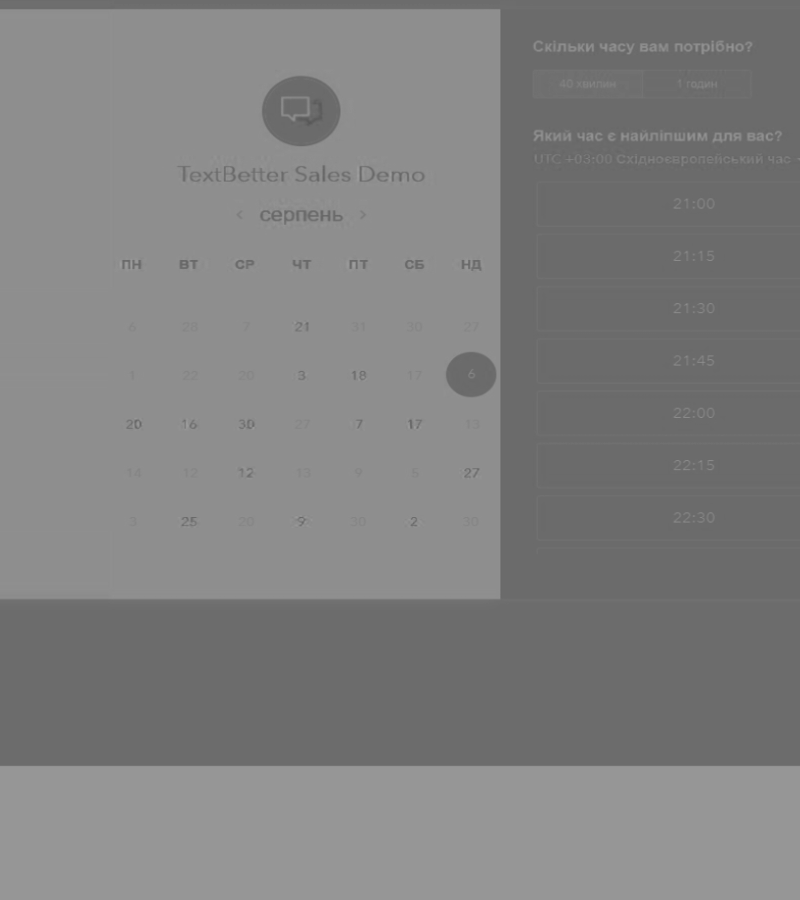 TextBetter Sales Demo
‹ серпень ›
ПН ВТ СР ЧТ ПТ СБ НД
6 28 7 21 31 30 27
1 22 20 3 18 17 6
20 16 30 27 7 17 13
14 12 12 13 9 5 27
3 25 20 9 30 2 30
Скільки часу вам потрібно?
40 хвилин 1 годин
Який час є найліпшим для вас?
UTC +03:00 Східноєвропейський час
21:00
21:15
21:30
21:45
22:00
22:15
22:30